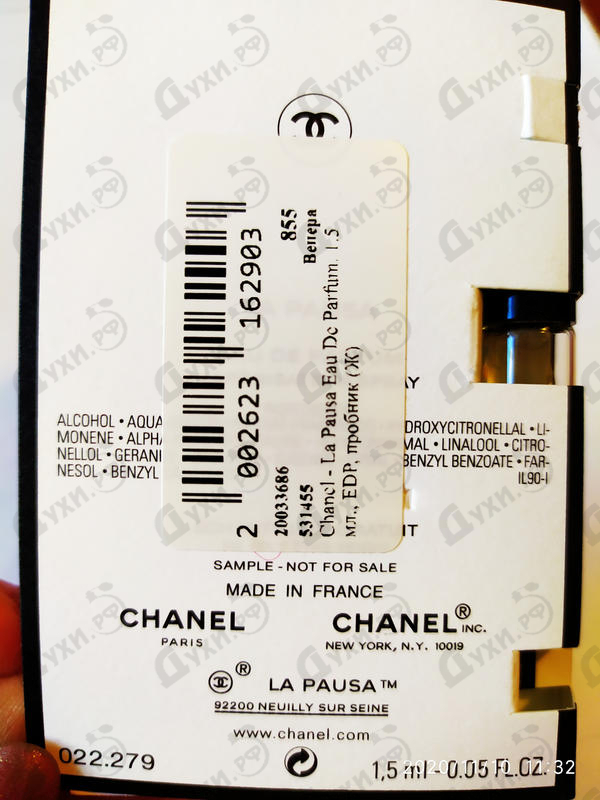 855
Венера
2 002623 162903
20033686
531455
Chanel - La Pausa Eau De Parfum, 1.5
мл., EDP, пробник (Ж)
LA PAUSA
ALCOHOL • AQUA DROXYCITRONELLAL • LI-
MONENE • ALPHA MAL • LINALOOL • CITRO-
NELLOL • GERANI BENZYL BENZOATE • FAR-
NESOL • BENZYL IL90-I
SAMPLE - NOT FOR SALE
MADE IN FRANCE
CHANEL
PARIS
CHANEL® INC.
NEW YORK, N.Y. 10019
® LA PAUSA™
92200 NEUILLY SUR SEINE
www.chanel.com
022.279
1,5 ml - 0.05 FL.OZ.
Духи.рф